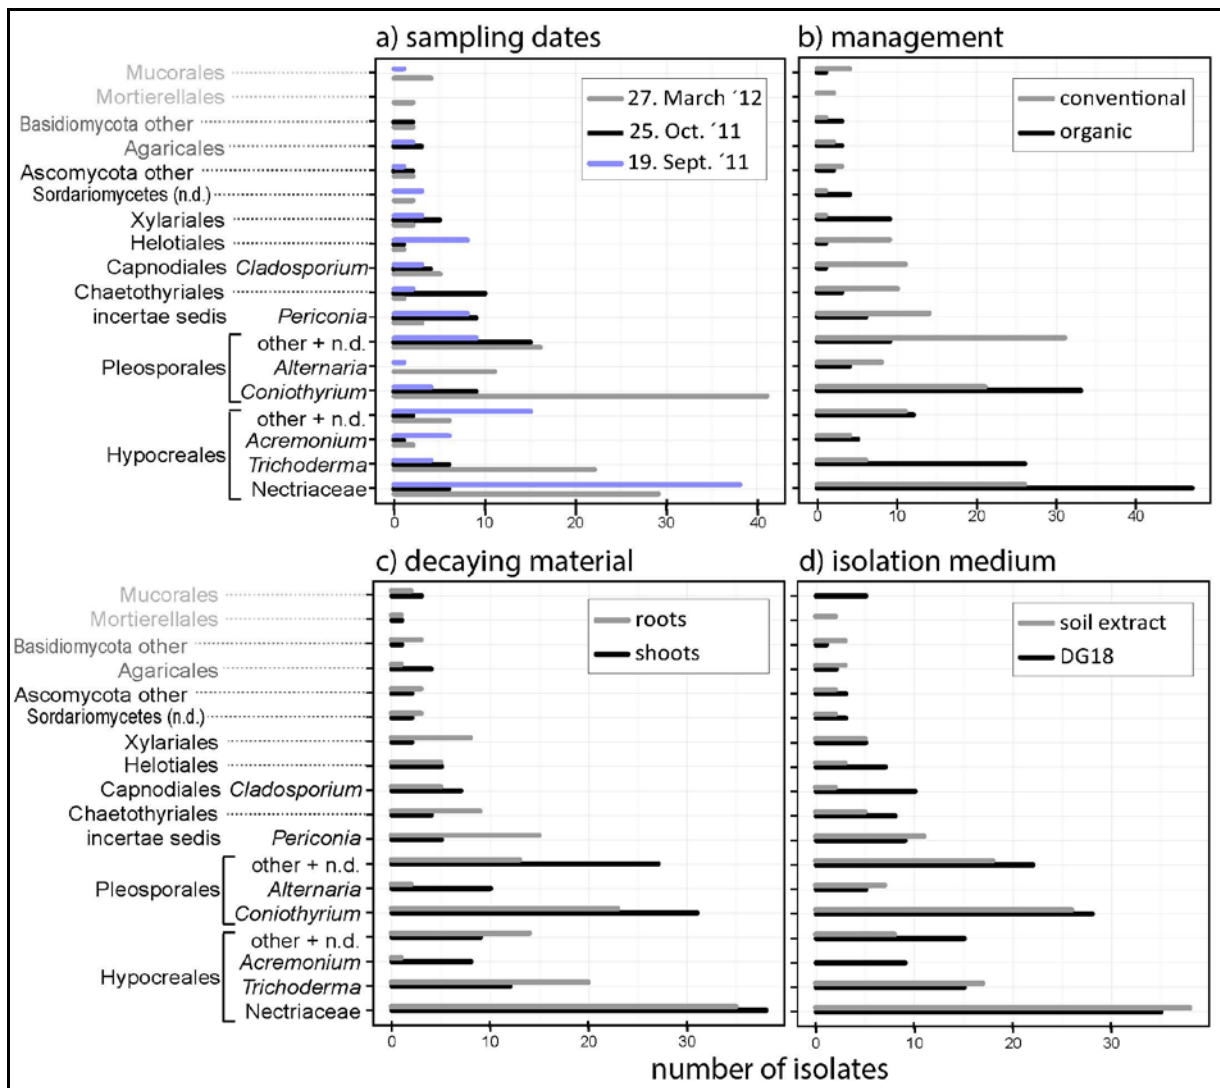 a) sampling dates
b) management
Mucorales
Mortierellales
Basidiomycota other
Agaricales
Ascomycota other
Sordariomycetes (n.d.)
Xylariales
Helotiales
Capnodiales Cladosporium
Chaetothyriales
incertae sedis Periconia
other + n.d.
Pleosporales
Alternaria
Coniothyrium
other + n.d.
Acremonium
Hypocreales
Trichoderma
Nectriaceae
27. March ´12
25. Oct. ´11
19. Sept. ´11
0 10 20 30 40
conventional
organic
0 10 20 30 40
c) decaying material
d) isolation medium
Mucorales
Mortierellales
Basidiomycota other
Agaricales
Ascomycota other
Sordariomycetes (n.d.)
Xylariales
Helotiales
Capnodiales Cladosporium
Chaetothyriales
incertae sedis Periconia
other + n.d.
Pleosporales
Alternaria
Coniothyrium
other + n.d.
Acremonium
Hypocreales
Trichoderma
Nectriaceae
roots
shoots
0 10 20 30
soil extract
DG18
0 10 20 30
number of isolates